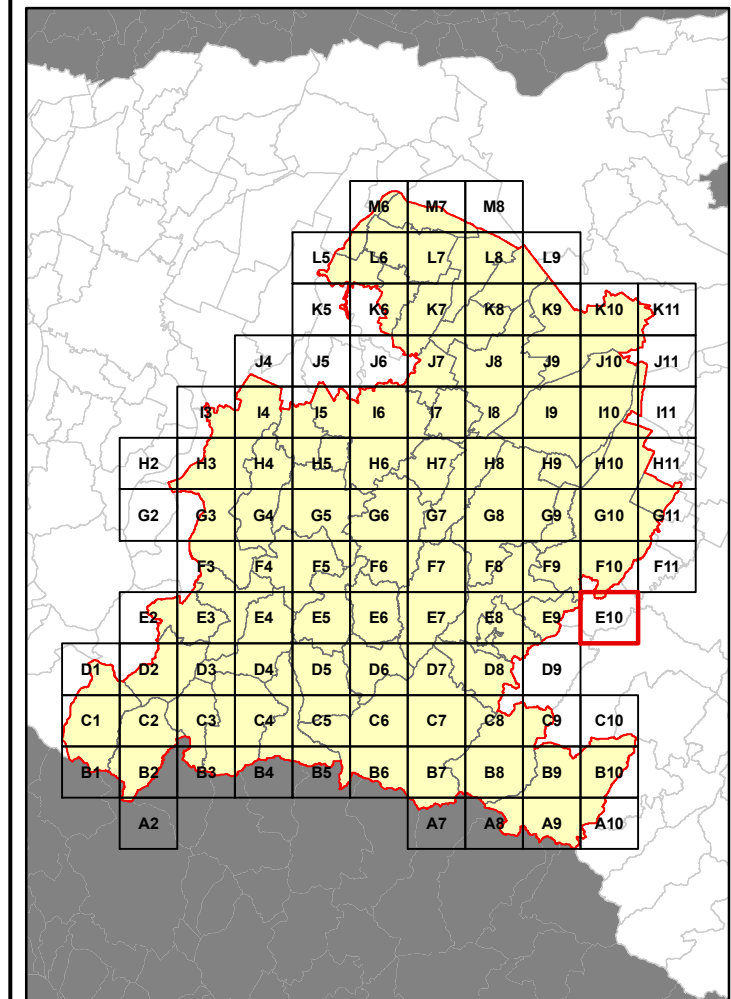 M6 M7 M8
L5 L6 L7 L8 L9
K5 K6 K7 K8 K9 K10 K11
J4 J5 J6 J7 J8 J9 J10 J11
I3 I4 I5 I6 I7 I8 I9 I10 I11
H2 H3 H4 H5 H6 H7 H8 H9 H10 H11
G2 G3 G4 G5 G6 G7 G8 G9 G10 G11
F3 F4 E5 F6 F7 F8 F9 F10 F11
E2 E3 E4 E5 E6 E7 E8 E9 E10
D1 D2 D3 D4 D5 D6 D7 D8 D9
C1 C2 C3 C4 C5 C6 C7 C8 C9 C10
B1 B2 B3 B4 B5 B6 B7 B8 B9 B10
A2 A7 A8 A9 A10